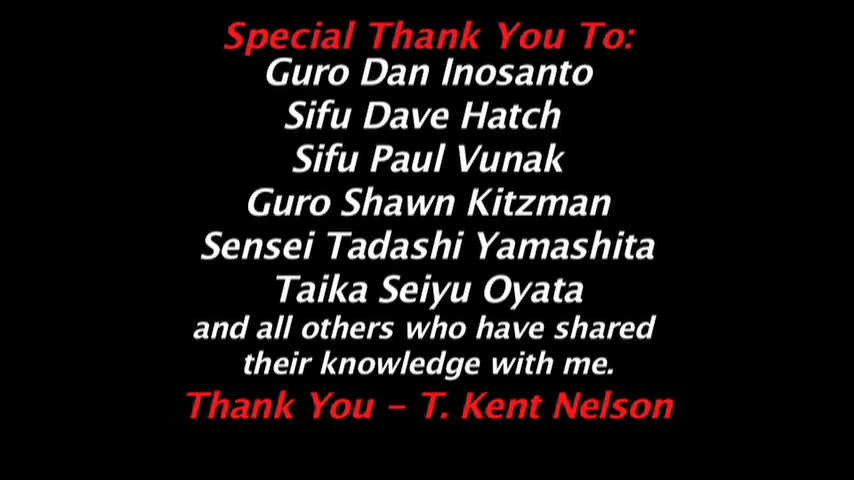 Special Thank You To:
Guro Dan Inosanto
Sifu Dave Hatch
Sifu Paul Vunak
Guro Shawn Kitzman
Sensei Tadashi Yamashita
Taika Seiyu Oyata
and all others who have shared
their knowledge with me.
Thank You - T. Kent Nelson